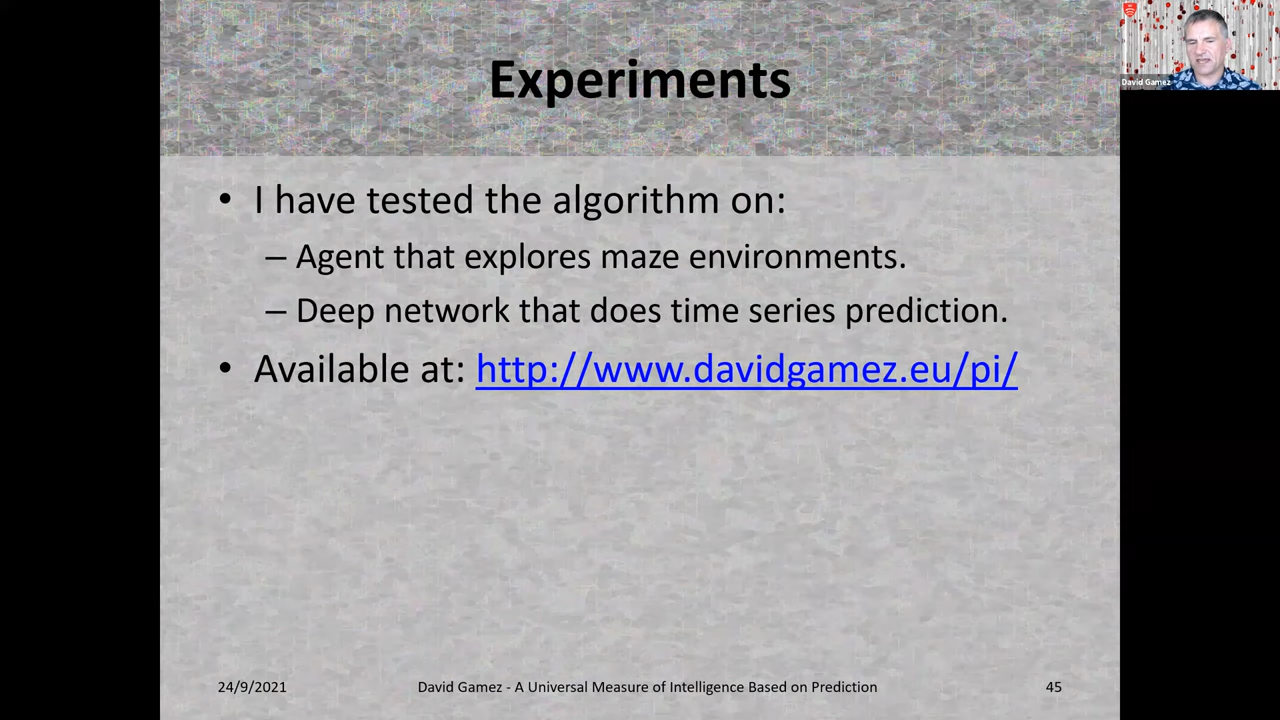 Experiments
David Gamez
• I have tested the algorithm on:
– Agent that explores maze environments.
– Deep network that does time series prediction.
• Available at: http://www.davidgamez.eu/pi/
24/9/2021
David Gamez - A Universal Measure of Intelligence Based on Prediction
45